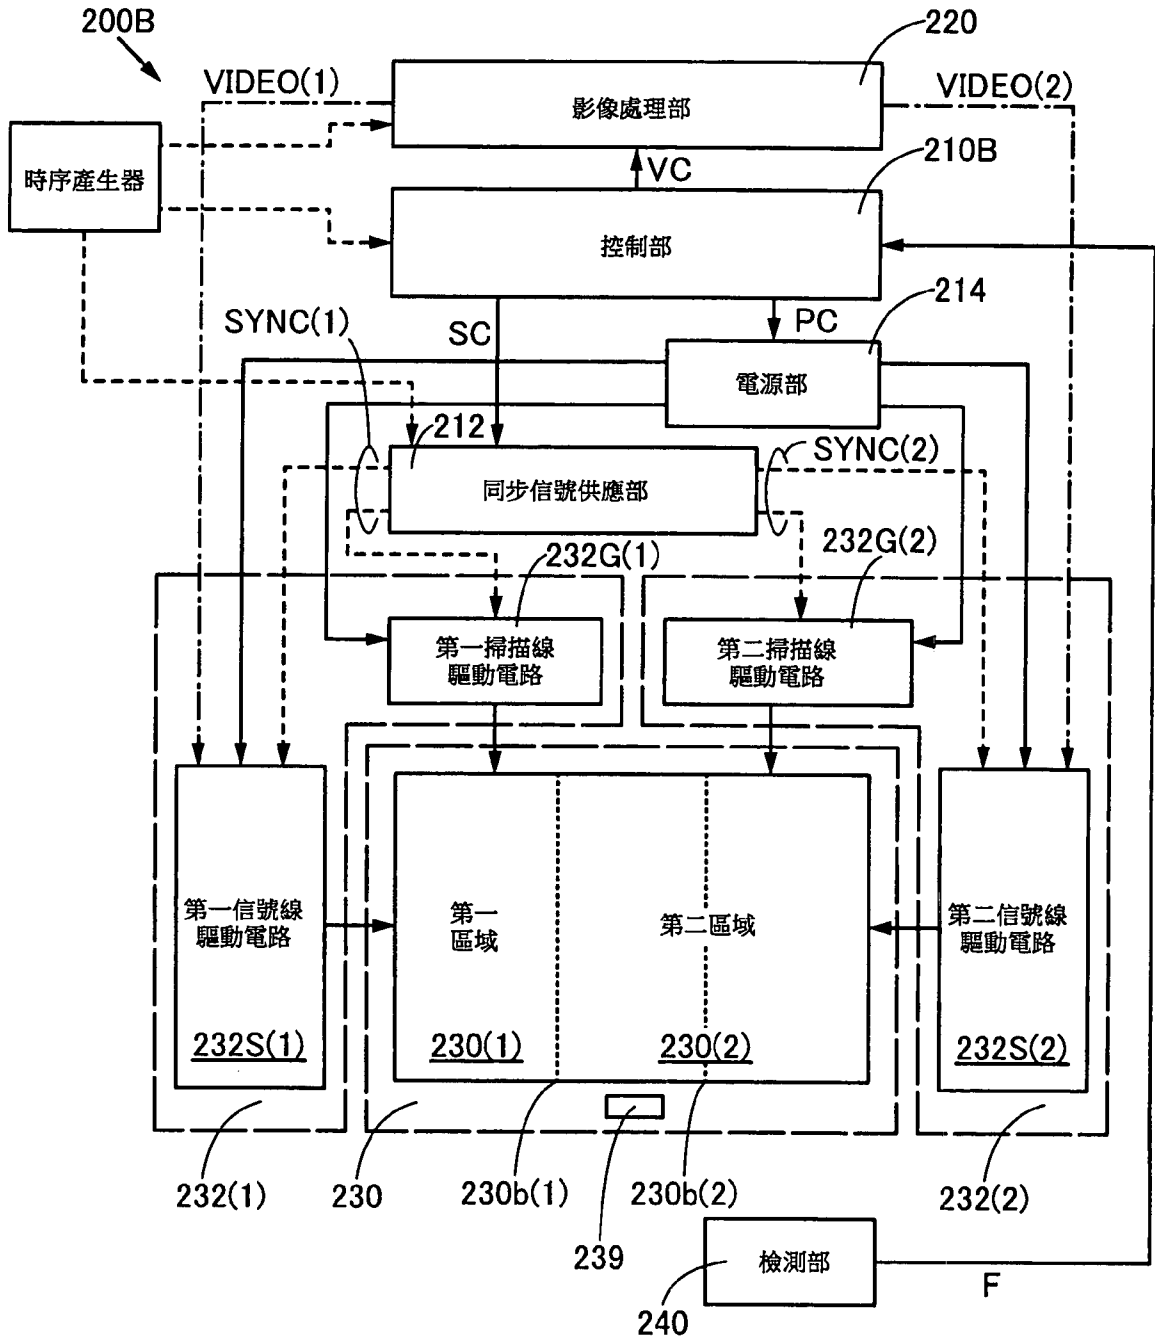 200B
220
VIDEO(1)
VIDEO(2)
影像處理部
210B
VC
時序產生器
控制部
214
SYNC(1)
SC
PC
電源部
212
SYNC(2)
同步信號供應部
232G(1)
232G(2)
第一掃描線
驅動電路
第二掃描線
驅動電路
第一信號線
驅動電路
第一
區域
第二區域
第二信號線
驅動電路
232S(1)
230(1)
230(2)
232S(2)
232(1)
230
230b(1)
230b(2)
232(2)
239
檢測部
240
F